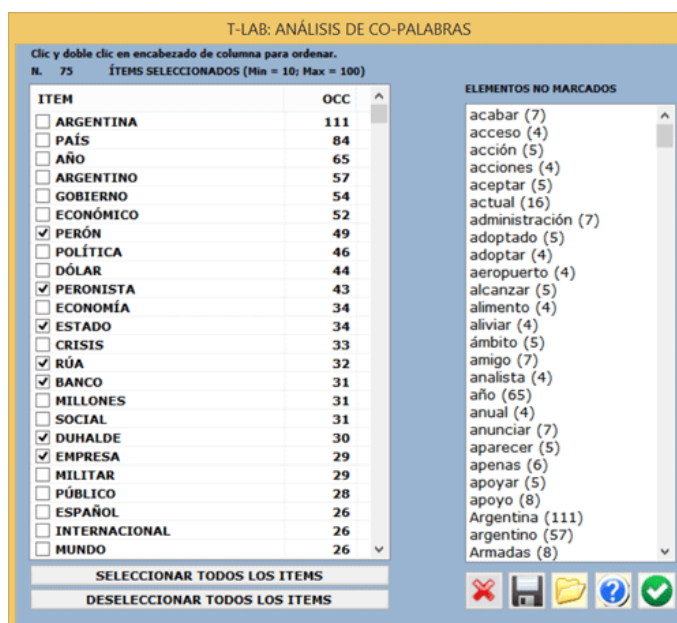 T-LAB: ANÁLISIS DE CO-PALABRAS
Clic y doble clic en encabezado de columna para ordenar.
N. 75 ÍTEMS SELECCIONADOS (Min = 10; Max = 100)
ITEM OCC
ARGENTINA 111
PAÍS 84
AÑO 65
ARGENTINO 57
GOBIERNO 54
ECONÓMICO 52
PERÓN 49
POLÍTICA 46
DÓLAR 44
PERONISTA 43
ECONOMÍA 34
ESTADO 34
CRISIS 33
RÚA 32
BANCO 31
MILLONES 31
SOCIAL 31
DUHALDE 30
EMPRESA 29
MILITAR 29
PÚBLICO 28
ESPAÑOL 26
INTERNACIONAL 26
MUNDO 26
SELECCIONAR TODOS LOS ITEMS
DESELECCIONAR TODOS LOS ITEMS
ELEMENTOS NO MARCADOS
acabar (7)
acceso (4)
acción (5)
acciones (4)
aceptar (5)
actual (16)
administración (7)
adoptado (5)
adoptar (4)
aeropuerto (4)
alcanzar (5)
alimento (4)
aliviar (4)
ámbito (5)
amigo (7)
analista (4)
año (65)
anual (4)
anunciar (7)
aparecer (5)
apenas (6)
apoyar (5)
apoyo (8)
Argentina (111)
argentino (57)
Armadas (8)